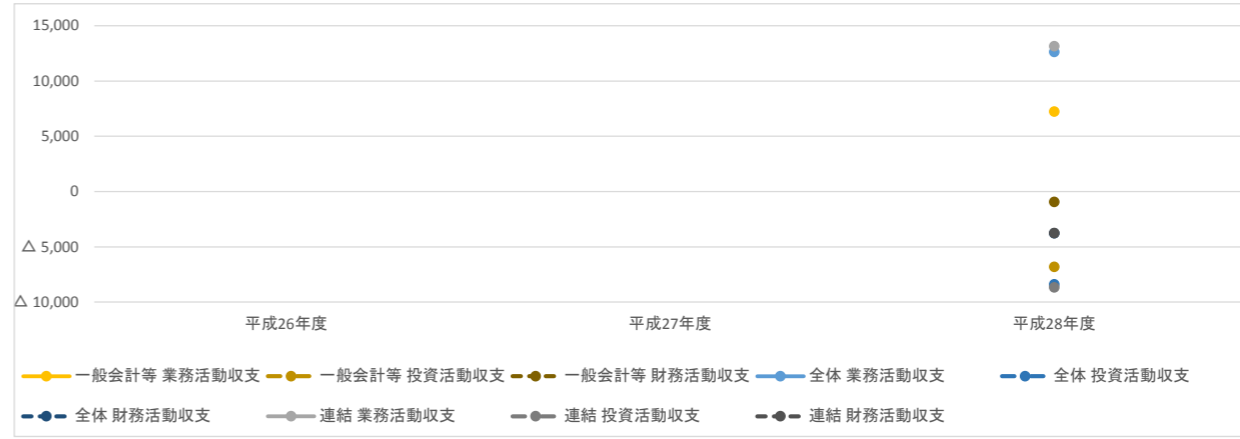 15,000
10,000
5,000
0
△ 5,000
△ 10,000
平成26年度 平成27年度 平成28年度
一般会計等 業務活動収支 一般会計等 投資活動収支 一般会計等 財務活動収支 全体 業務活動収支 全体 投資活動収支
全体 財務活動収支 連結 業務活動収支 連結 投資活動収支 連結 財務活動収支